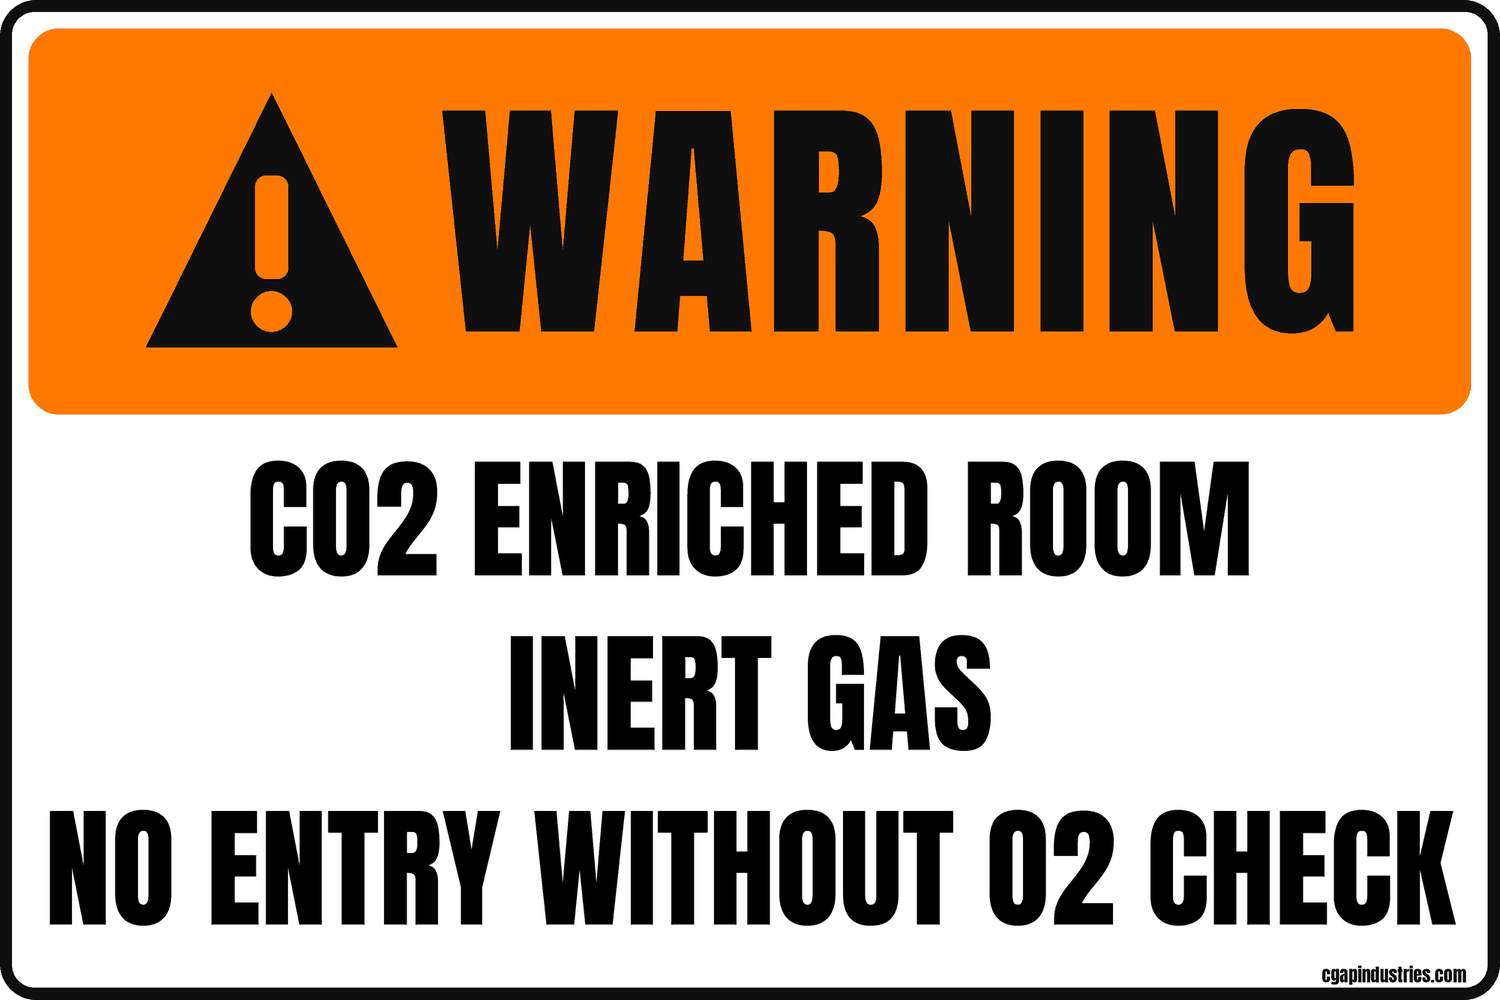 WARNING
CO2 ENRICHED ROOM
INERT GAS
NO ENTRY WITHOUT O2 CHECK
cgapindustries.com